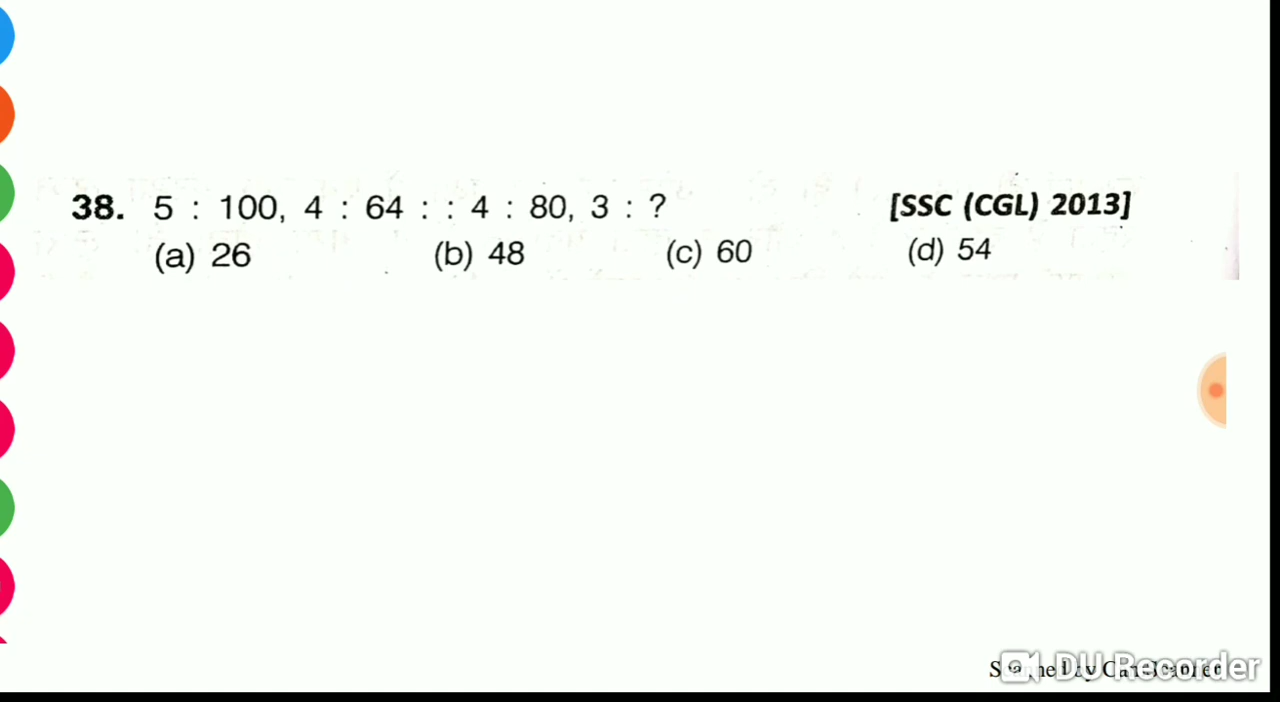 38. 5 : 100, 4 : 64 : : 4 : 80, 3 : ? [SSC (CGL) 2013]
(a) 26 (b) 48 (c) 60 (d) 54
DU Recorder